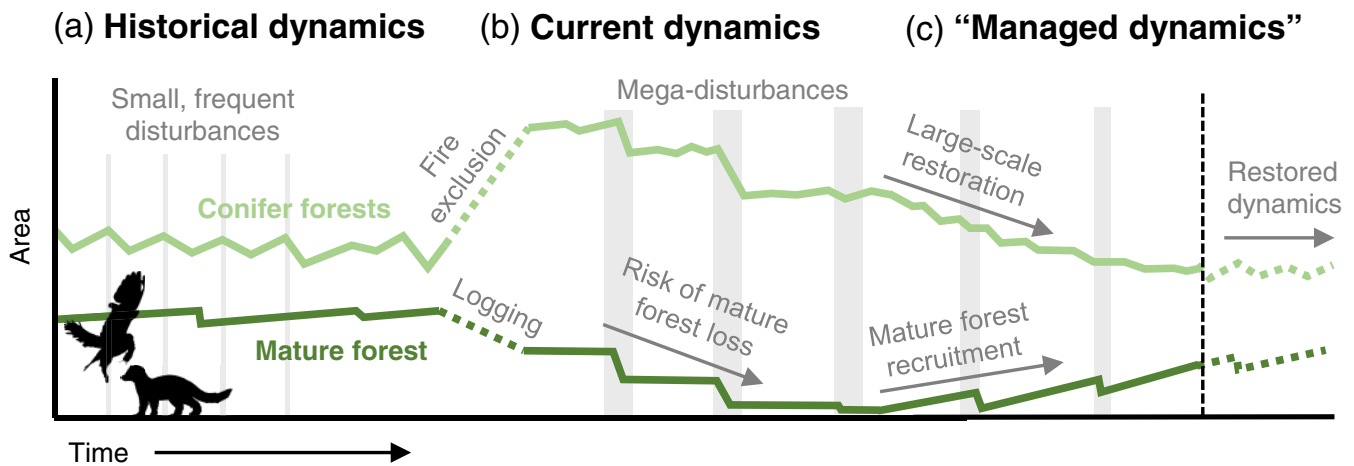 (a) Historical dynamics
(b) Current dynamics
(c) “Managed dynamics”
Small, frequent
disturbances
Mega-disturbances
Fire
exclusion
Large-scale
restoration
Restored
dynamics
Conifer forests
Area
Logging
Risk of mature
forest loss
Mature forest
recruitment
Mature forest
Time